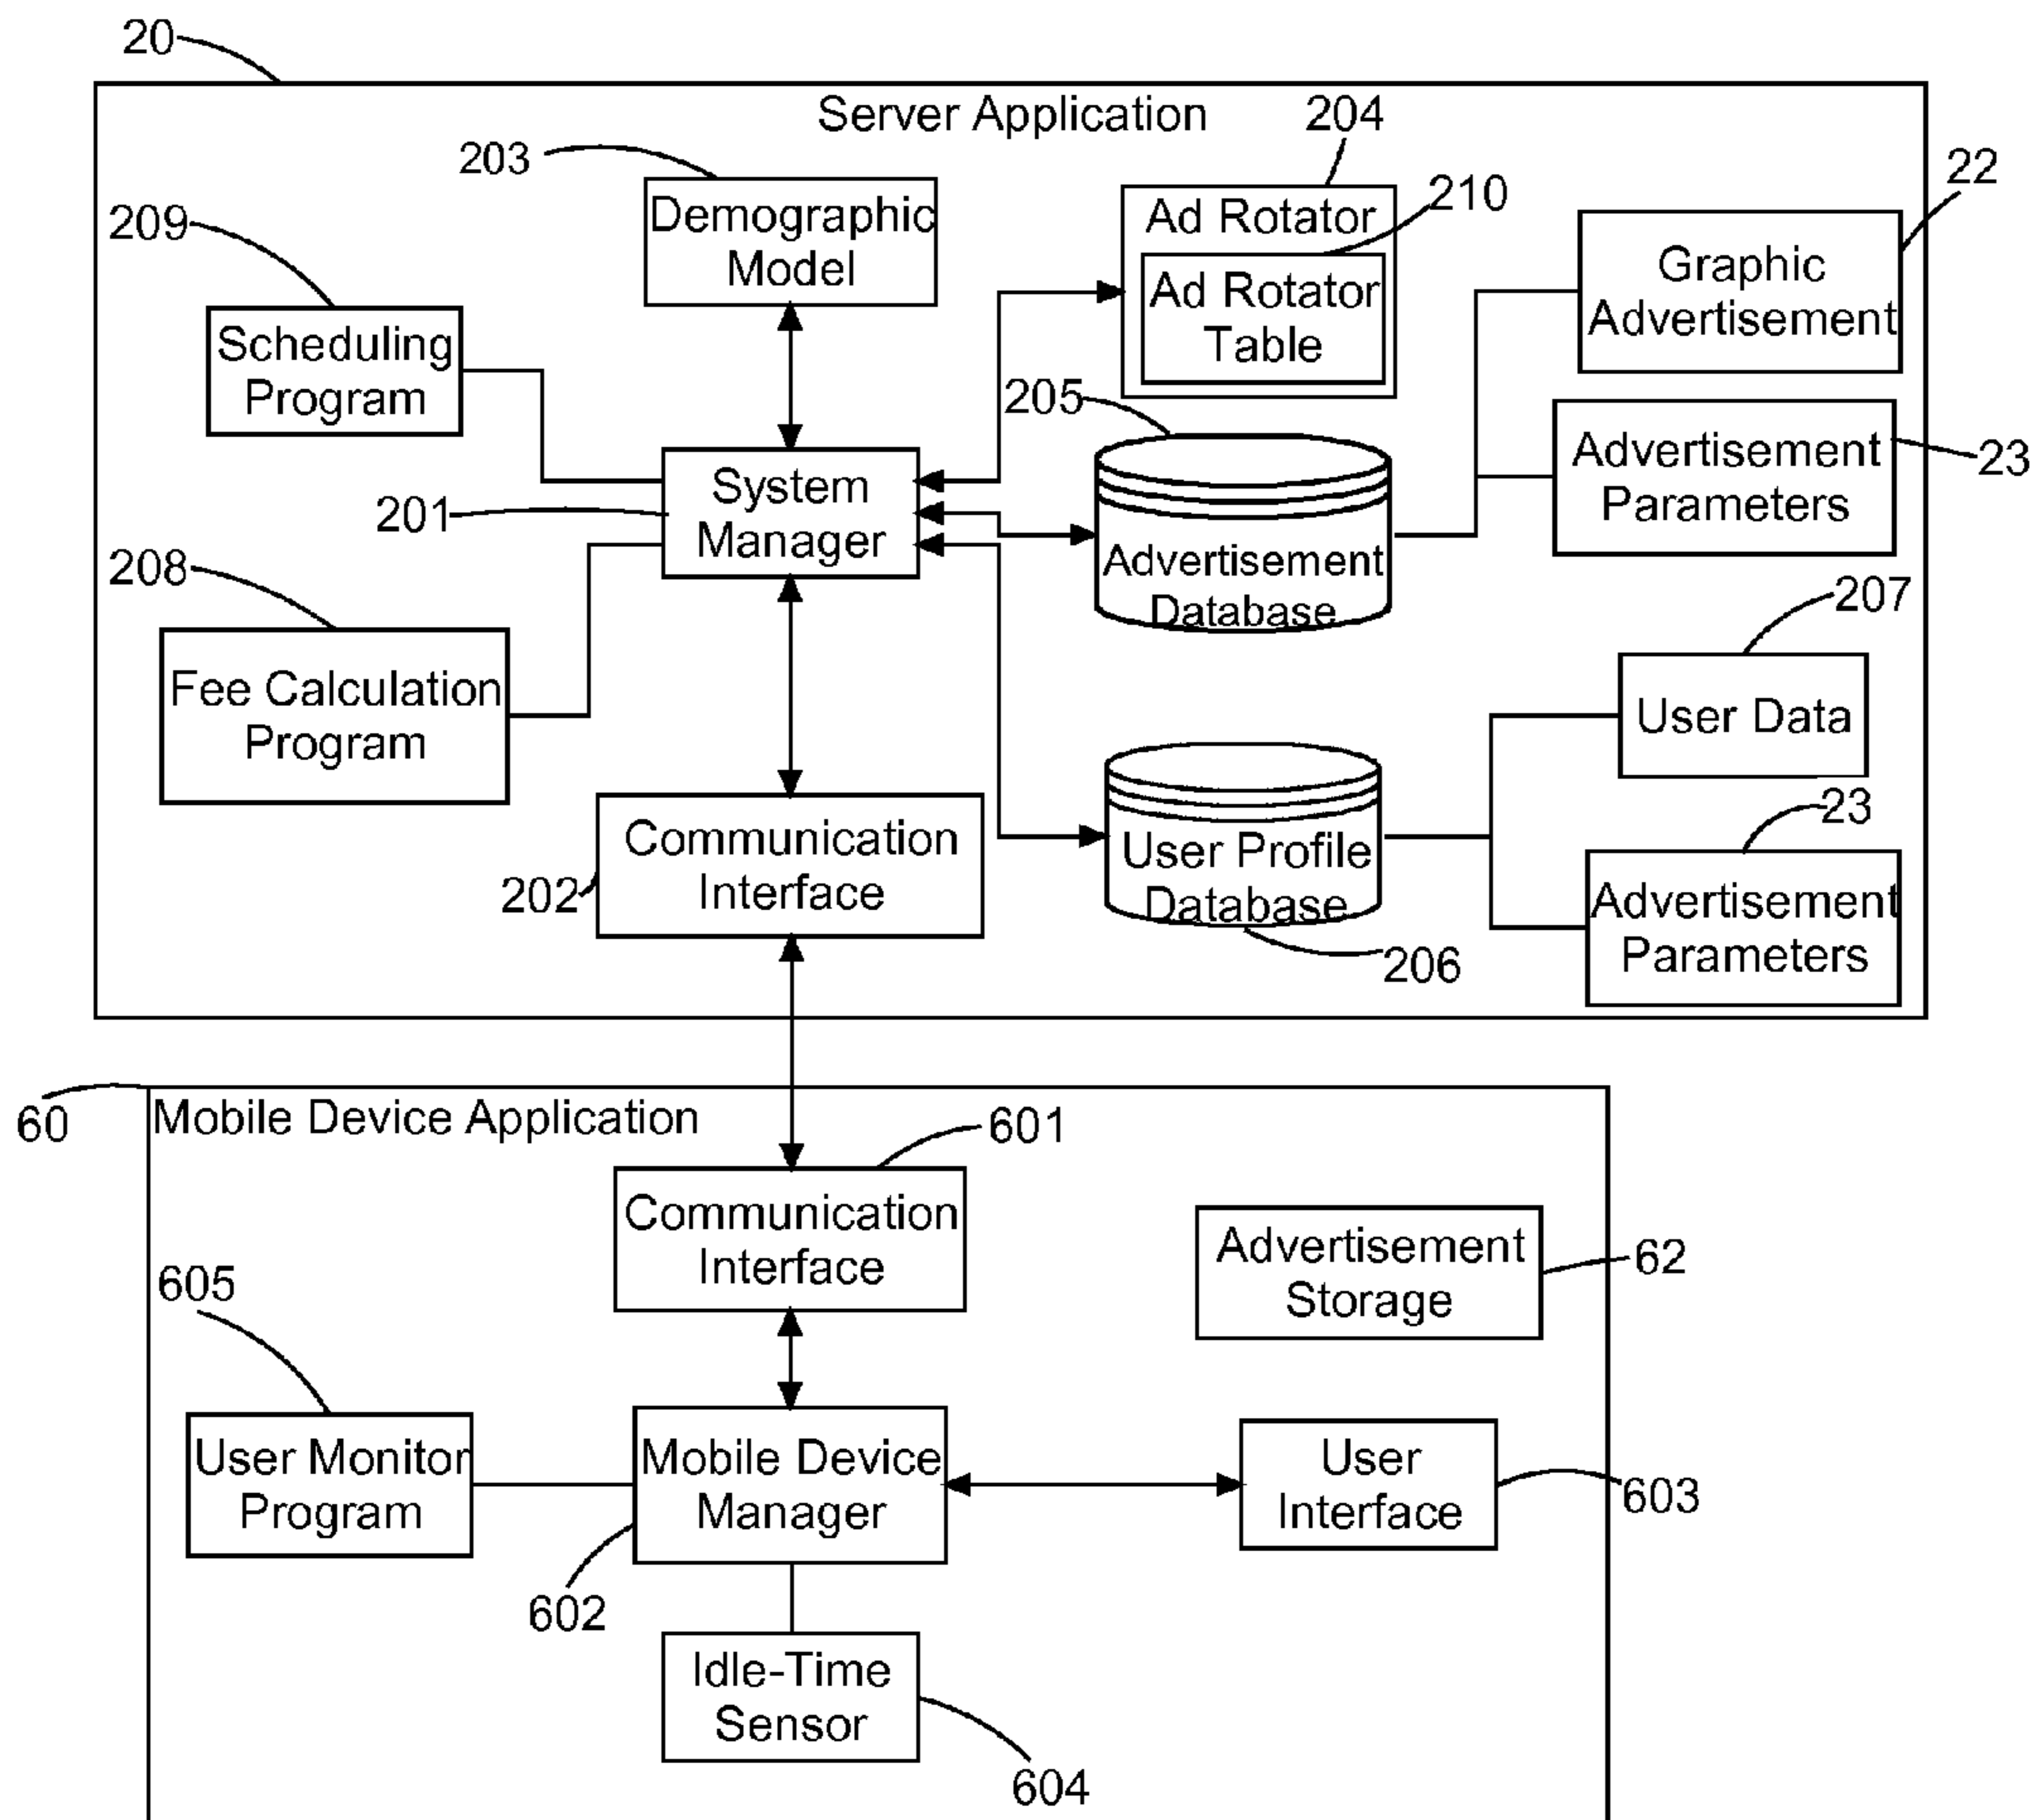 20
Server Application
204
203
22
210
209
Demographic
Model
Ad Rotator
Graphic
Advertisement
Ad Rotator
Table
Scheduling
Program
205
Advertisement
Parameters
23
System
Manager
201
Advertisement
Database
208
207
Fee Calculation
Program
User Data
23
Communication
Interface
202
User Profile
Database
Advertisement
Parameters
206
60
Mobile Device Application
601
Communication
Interface
Advertisement
Storage
62
605
User Monitor
Program
Mobile Device
Manager
User
Interface
603
602
Idle-Time
Sensor
604